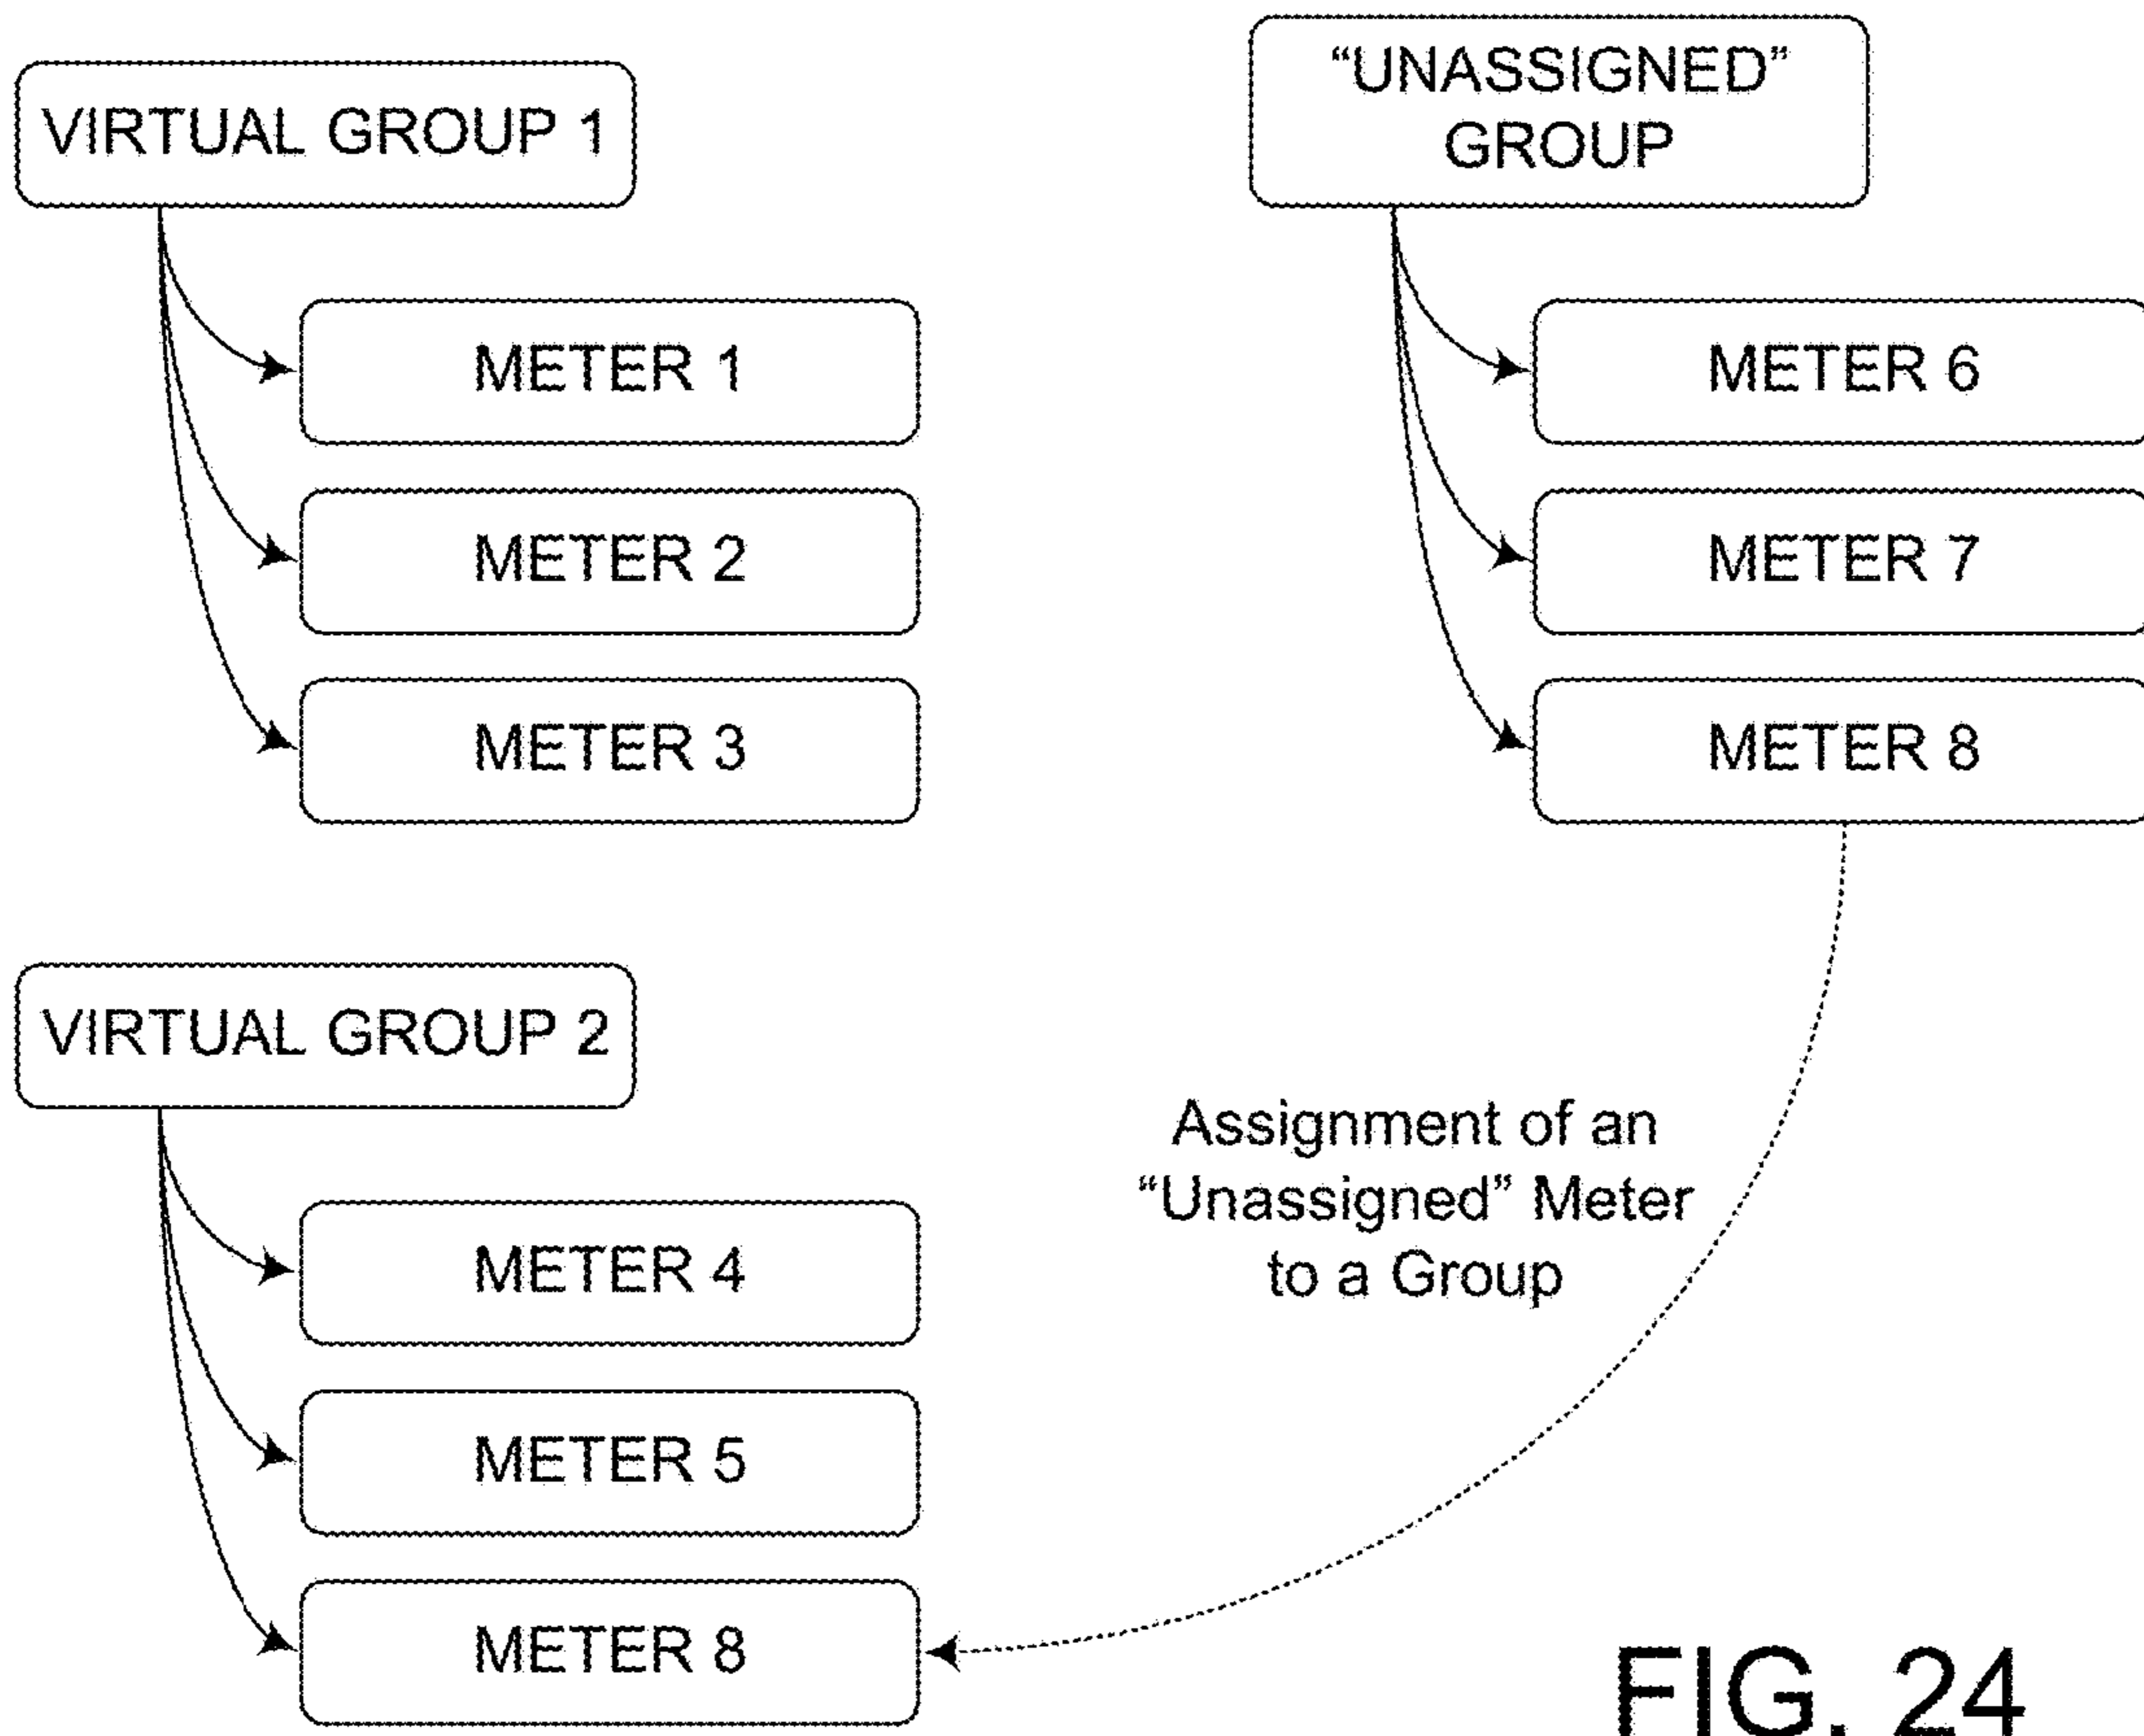 VIRTUAL GROUP 1
METER 1
METER 2
METER 3
"UNASSIGNED"
GROUP
METER 6
METER 7
METER 8
VIRTUAL GROUP 2
METER 4
METER 5
METER 8
Assignment of an
“Unassigned” Meter
to a Group
FIG. 24